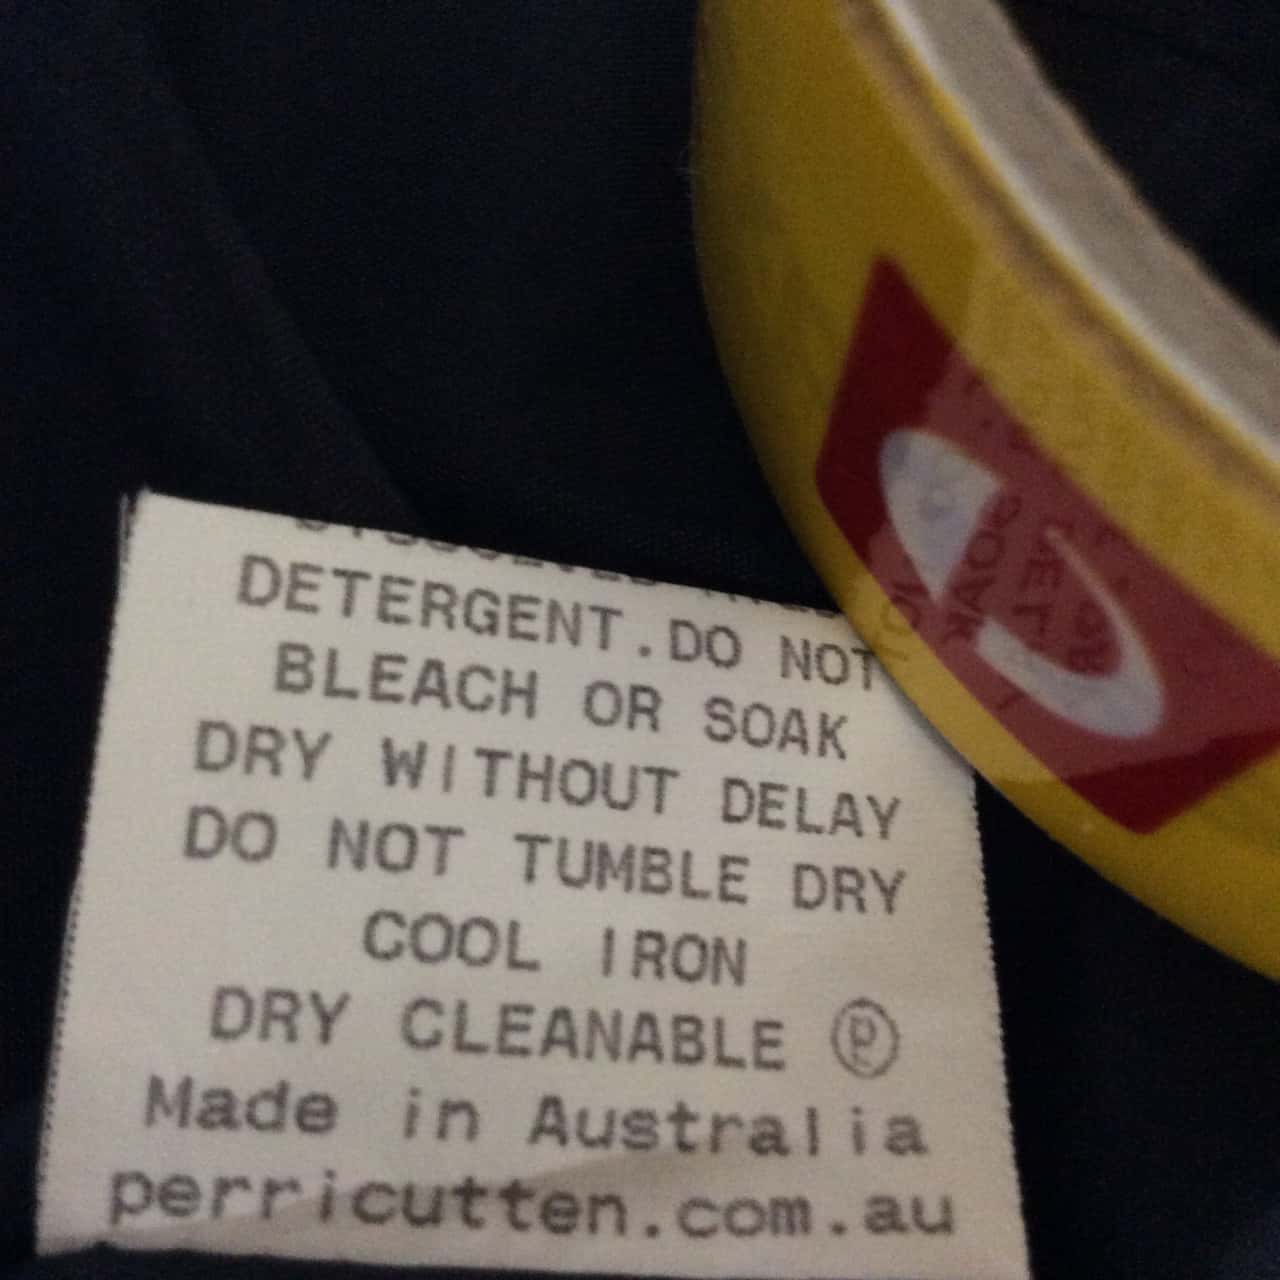 DETERGENT.DO NOT
BLEACH OR SOAK
DRY WITHOUT DELAY
DO NOT TUMBLE DRY
COOL IRON
DRY CLEANABLE Ⓟ
Made in Australia
perricutten.com.au